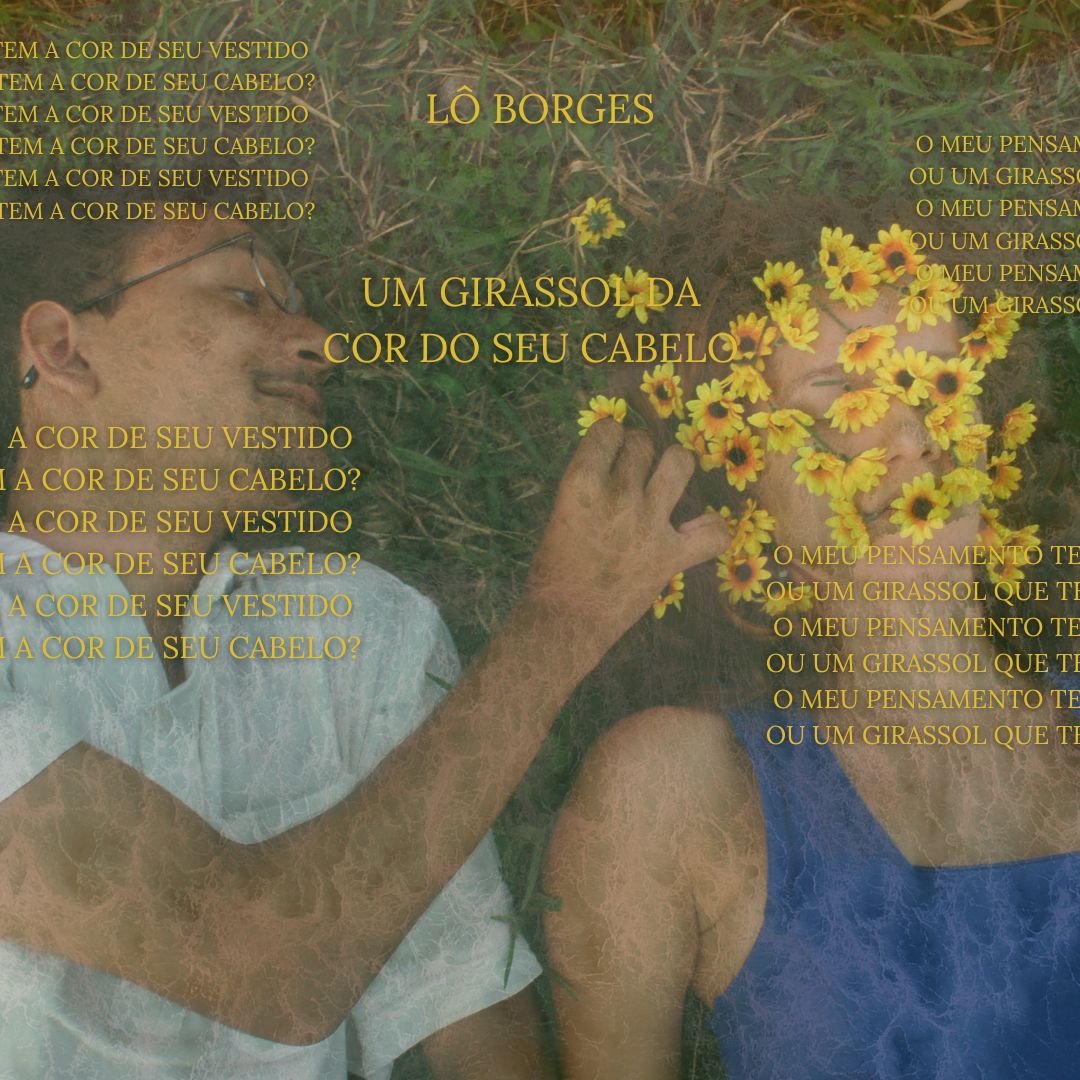 TEM A COR DE SEU VESTIDO
TEM A COR DE SEU CABELO?
TEM A COR DE SEU VESTIDO
TEM A COR DE SEU CABELO?
TEM A COR DE SEU VESTIDO
TEM A COR DE SEU CABELO?
LÔ BORGES
O MEU PENSAM
OU UM GIRASSO
O MEU PENSAM
OU UM GIRASSO
O MEU PENSAM
OU UM GIRASSO
UM GIRASSOL DA
COR DO SEU CABELO
A COR DE SEU VESTIDO
M A COR DE SEU CABELO?
A COR DE SEU VESTIDO
M A COR DE SEU CABELO?
A COR DE SEU VESTIDO
M A COR DE SEU CABELO?
O MEU PENSAMENTO TE
OU UM GIRASSOL QUE TE
O MEU PENSAMENTO TE
OU UM GIRASSOL QUE TE
O MEU PENSAMENTO TE
OU UM GIRASSOL QUE TE